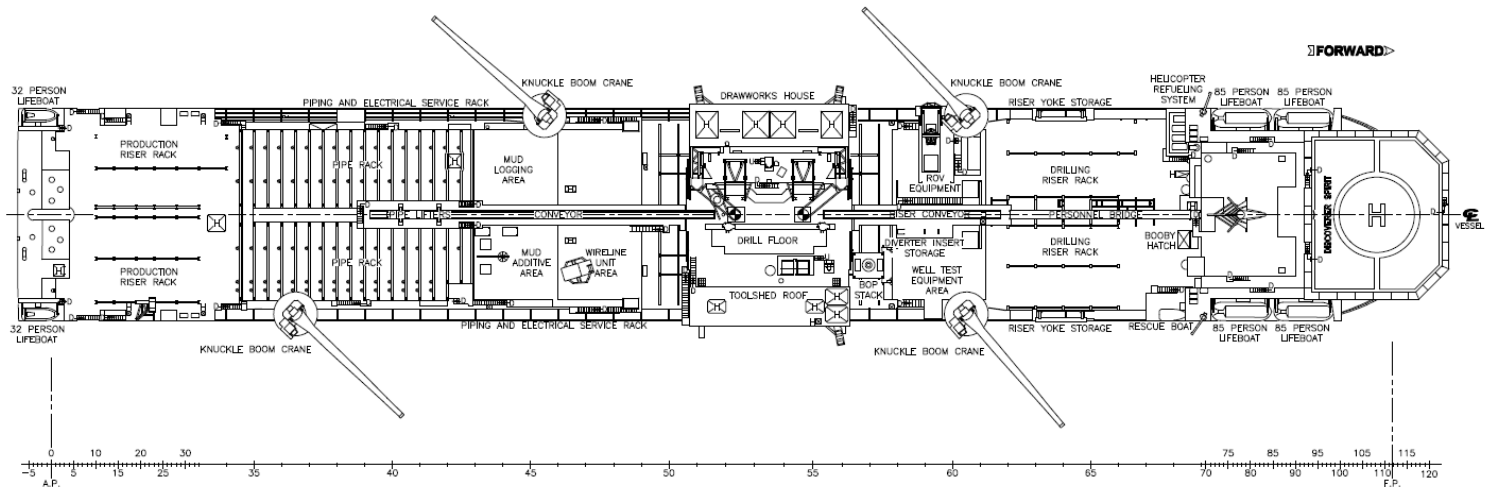 FORWARD
32 PERSON
LIFEBOAT
PIPING AND ELECTRICAL SERVICE RACK
KNUCKLE BOOM CRANE
DRAWWORKS HOUSE
KNUCKLE BOOM CRANE
RISER YOKE STORAGE
HELICOPTER
REFUELING
SYSTEM
85 PERSON
LIFEBOAT
85 PERSON
LIFEBOAT
PRODUCTION
RISER RACK
PIPE RACK
MUD
LOGGING
AREA
ROV
EQUIPMENT
DRILLING
RISER RACK
PIPE LIFTERS
CONVEYOR
RISER CONVEYOR
PERSONNEL BRIDGE
DISCOVERER SPIRIT
H
CL
VESSEL
PRODUCTION
RISER RACK
PIPE RACK
MUD
ADDITIVE
AREA
WIRELINE
UNIT
AREA
DRILL FLOOR
DIVERTER INSERT
STORAGE
WELL TEST
EQUIPMENT
AREA
DRILLING
RISER RACK
BOOBY
HATCH
TOOLSHED ROOF
BOP
STACK
32 PERSON
LIFEBOAT
PIPING AND ELECTRICAL SERVICE RACK
RISER YOKE STORAGE
RESCUE BOAT
85 PERSON
LIFEBOAT
85 PERSON
LIFEBOAT
KNUCKLE BOOM CRANE
KNUCKLE BOOM CRANE
0 10 20 30 75 85 95 105 115
-5 5 15 25 35 40 45 50 55 60 65 70 80 90 100 110 120
A.P. F.P.